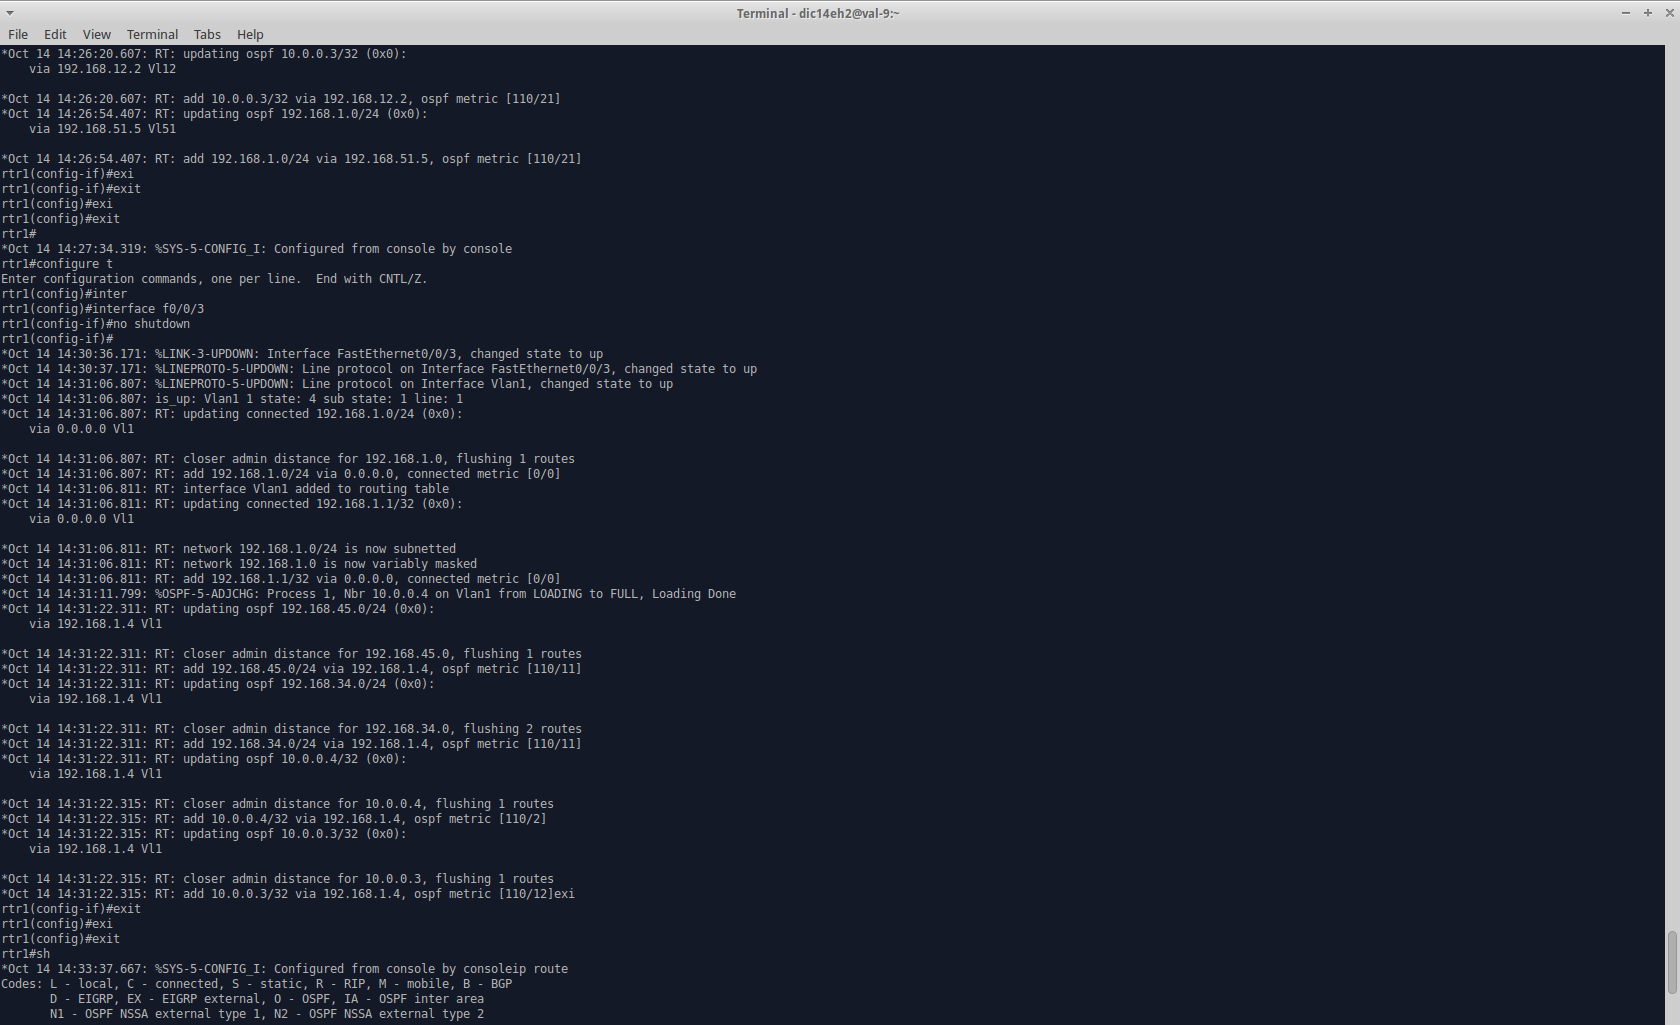 Terminal - dic14eh2@val-9:~
File Edit View Terminal Tabs Help
*Oct 14 14:26:20.607: RT: updating ospf 10.0.0.3/32 (0x0):
    via 192.168.12.2 Vl12

*Oct 14 14:26:20.607: RT: add 10.0.0.3/32 via 192.168.12.2, ospf metric [110/21]
*Oct 14 14:26:54.407: RT: updating ospf 192.168.1.0/24 (0x0):
    via 192.168.51.5 Vl51

*Oct 14 14:26:54.407: RT: add 192.168.1.0/24 via 192.168.51.5, ospf metric [110/21]
rtr1(config-if)#exi
rtr1(config-if)#exit
rtr1(config)#exi
rtr1(config)#exit
rtr1#
*Oct 14 14:27:34.319: %SYS-5-CONFIG_I: Configured from console by console
rtr1#configure t
Enter configuration commands, one per line.  End with CNTL/Z.
rtr1(config)#inter
rtr1(config)#interface f0/0/3
rtr1(config-if)#no shutdown
rtr1(config-if)#
*Oct 14 14:30:36.171: %LINK-3-UPDOWN: Interface FastEthernet0/0/3, changed state to up
*Oct 14 14:30:37.171: %LINEPROTO-5-UPDOWN: Line protocol on Interface FastEthernet0/0/3, changed state to up
*Oct 14 14:31:06.807: %LINEPROTO-5-UPDOWN: Line protocol on Interface Vlan1, changed state to up
*Oct 14 14:31:06.807: is_up: Vlan1 1 state: 4 sub state: 1 line: 1
*Oct 14 14:31:06.807: RT: updating connected 192.168.1.0/24 (0x0):
    via 0.0.0.0 Vl1

*Oct 14 14:31:06.807: RT: closer admin distance for 192.168.1.0, flushing 1 routes
*Oct 14 14:31:06.807: RT: add 192.168.1.0/24 via 0.0.0.0, connected metric [0/0]
*Oct 14 14:31:06.811: RT: interface Vlan1 added to routing table
*Oct 14 14:31:06.811: RT: updating connected 192.168.1.1/32 (0x0):
    via 0.0.0.0 Vl1

*Oct 14 14:31:06.811: RT: network 192.168.1.0/24 is now subnetted
*Oct 14 14:31:06.811: RT: network 192.168.1.0 is now variably masked
*Oct 14 14:31:06.811: RT: add 192.168.1.1/32 via 0.0.0.0, connected metric [0/0]
*Oct 14 14:31:11.799: %OSPF-5-ADJCHG: Process 1, Nbr 10.0.0.4 on Vlan1 from LOADING to FULL, Loading Done
*Oct 14 14:31:22.311: RT: updating ospf 192.168.45.0/24 (0x0):
    via 192.168.1.4 Vl1

*Oct 14 14:31:22.311: RT: closer admin distance for 192.168.45.0, flushing 1 routes
*Oct 14 14:31:22.311: RT: add 192.168.45.0/24 via 192.168.1.4, ospf metric [110/11]
*Oct 14 14:31:22.311: RT: updating ospf 192.168.34.0/24 (0x0):
    via 192.168.1.4 Vl1

*Oct 14 14:31:22.311: RT: closer admin distance for 192.168.34.0, flushing 2 routes
*Oct 14 14:31:22.311: RT: add 192.168.34.0/24 via 192.168.1.4, ospf metric [110/11]
*Oct 14 14:31:22.311: RT: updating ospf 10.0.0.4/32 (0x0):
    via 192.168.1.4 Vl1

*Oct 14 14:31:22.315: RT: closer admin distance for 10.0.0.4, flushing 1 routes
*Oct 14 14:31:22.315: RT: add 10.0.0.4/32 via 192.168.1.4, ospf metric [110/2]
*Oct 14 14:31:22.315: RT: updating ospf 10.0.0.3/32 (0x0):
    via 192.168.1.4 Vl1

*Oct 14 14:31:22.315: RT: closer admin distance for 10.0.0.3, flushing 1 routes
*Oct 14 14:31:22.315: RT: add 10.0.0.3/32 via 192.168.1.4, ospf metric [110/12]exi
rtr1(config-if)#exit
rtr1(config)#exi
rtr1(config)#exit
rtr1#sh
*Oct 14 14:33:37.667: %SYS-5-CONFIG_I: Configured from console by consoleip route
Codes: L - local, C - connected, S - static, R - RIP, M - mobile, B - BGP
       D - EIGRP, EX - EIGRP external, O - OSPF, IA - OSPF inter area
       N1 - OSPF NSSA external type 1, N2 - OSPF NSSA external type 2